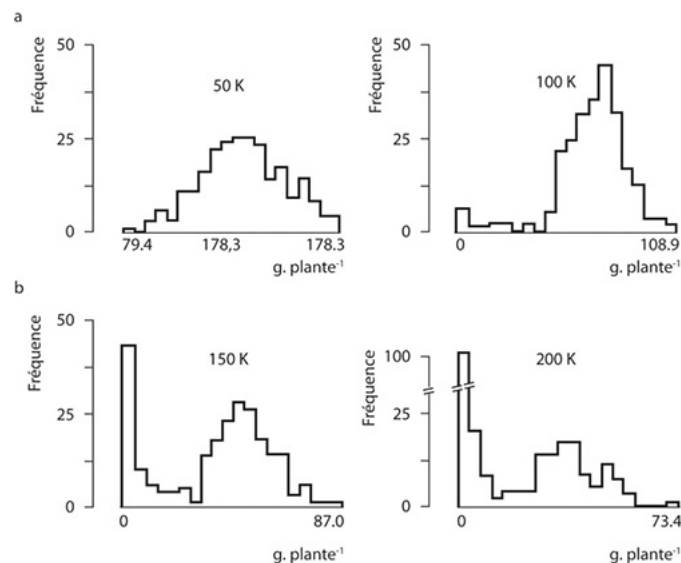 a
50
25
0
Fréquence
50 K
79.4 178,3 178.3
g. plante-1
50
25
0
Fréquence
100 K
0 108.9
g. plante-1
b
50
25
0
Fréquence
150 K
0 87.0
g. plante-1
100
25
0
Fréquence
200 K
0 73.4
g. plante-1